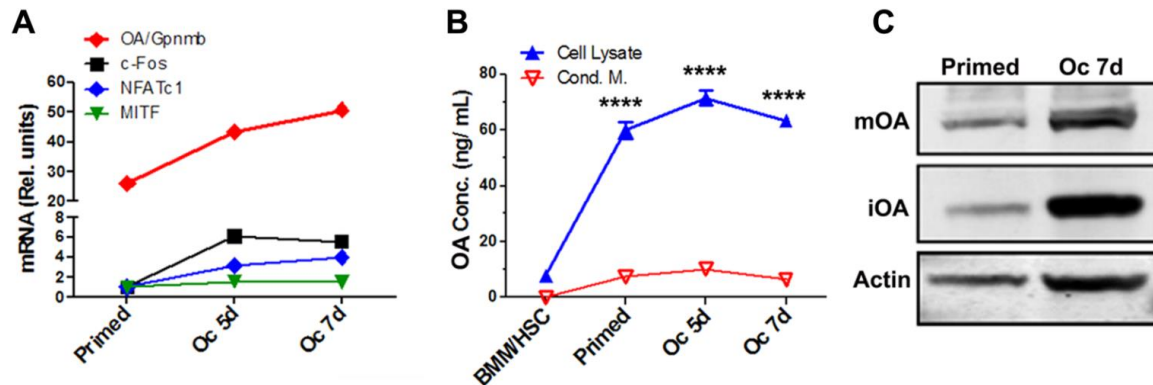 A
OA/Gpnmb
c-Fos
NFATc1
MITF
mRNA (Rel. units)
60
50
40
30
20
8
6
4
2
0
Primed
Oc 5d
Oc 7d
B
Cell Lysate
Cond. M.
OA Conc. (ng/ mL)
80
60
40
20
0
****
****
****
BMM/HSC
Primed
Oc 5d
Oc 7d
C
Primed Oc 7d
mOA
iOA
Actin